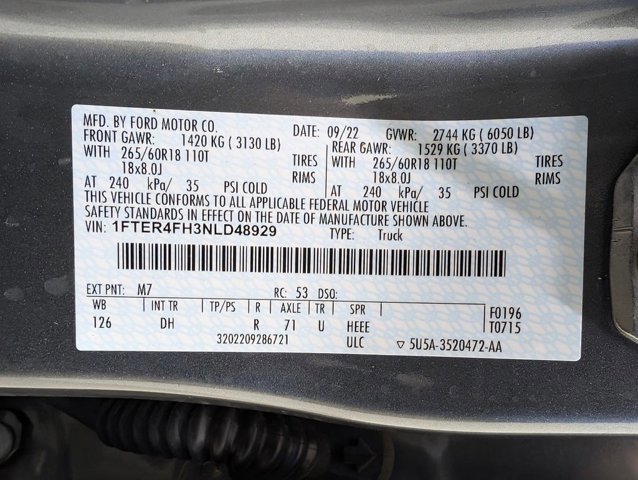 MFD. BY FORD MOTOR CO. DATE: 09/22 GVWR: 2744 KG ( 6050 LB)
FRONT GAWR: 1420 KG ( 3130 LB) REAR GAWR: 1529 KG ( 3370 LB)
WITH 265/60R18 110T TIRES WITH 265/60R18 110T TIRES
18x8.0J RIMS 18x8.0J RIMS
AT 240 kPa/ 35 PSI COLD AT 240 kPa/ 35 PSI COLD
THIS VEHICLE CONFORMS TO ALL APPLICABLE FEDERAL MOTOR VEHICLE
SAFETY STANDARDS IN EFFECT ON THE DATE OF MANUFACTURE SHOWN ABOVE.
VIN: 1FTER4FH3NLD48929 TYPE: Truck
EXT PNT: M7 RC: 53 DSO:
WB INT TR TP/PS R AXLE TR SPR F0196
126 DH R 71 U HEEE T0715
3202209286721 ULC ▽ 5U5A-3520472-AA